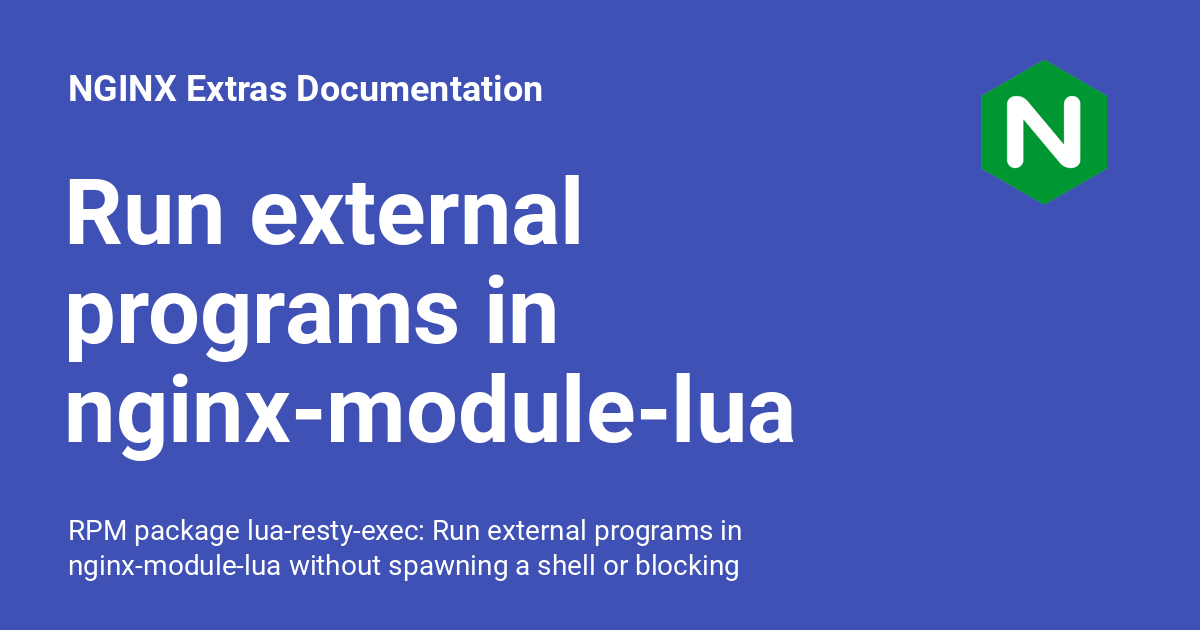 NGINX Extras Documentation
N
Run external
programs in
nginx-module-lua
RPM package lua-resty-exec: Run external programs in
nginx-module-lua without spawning a shell or blocking